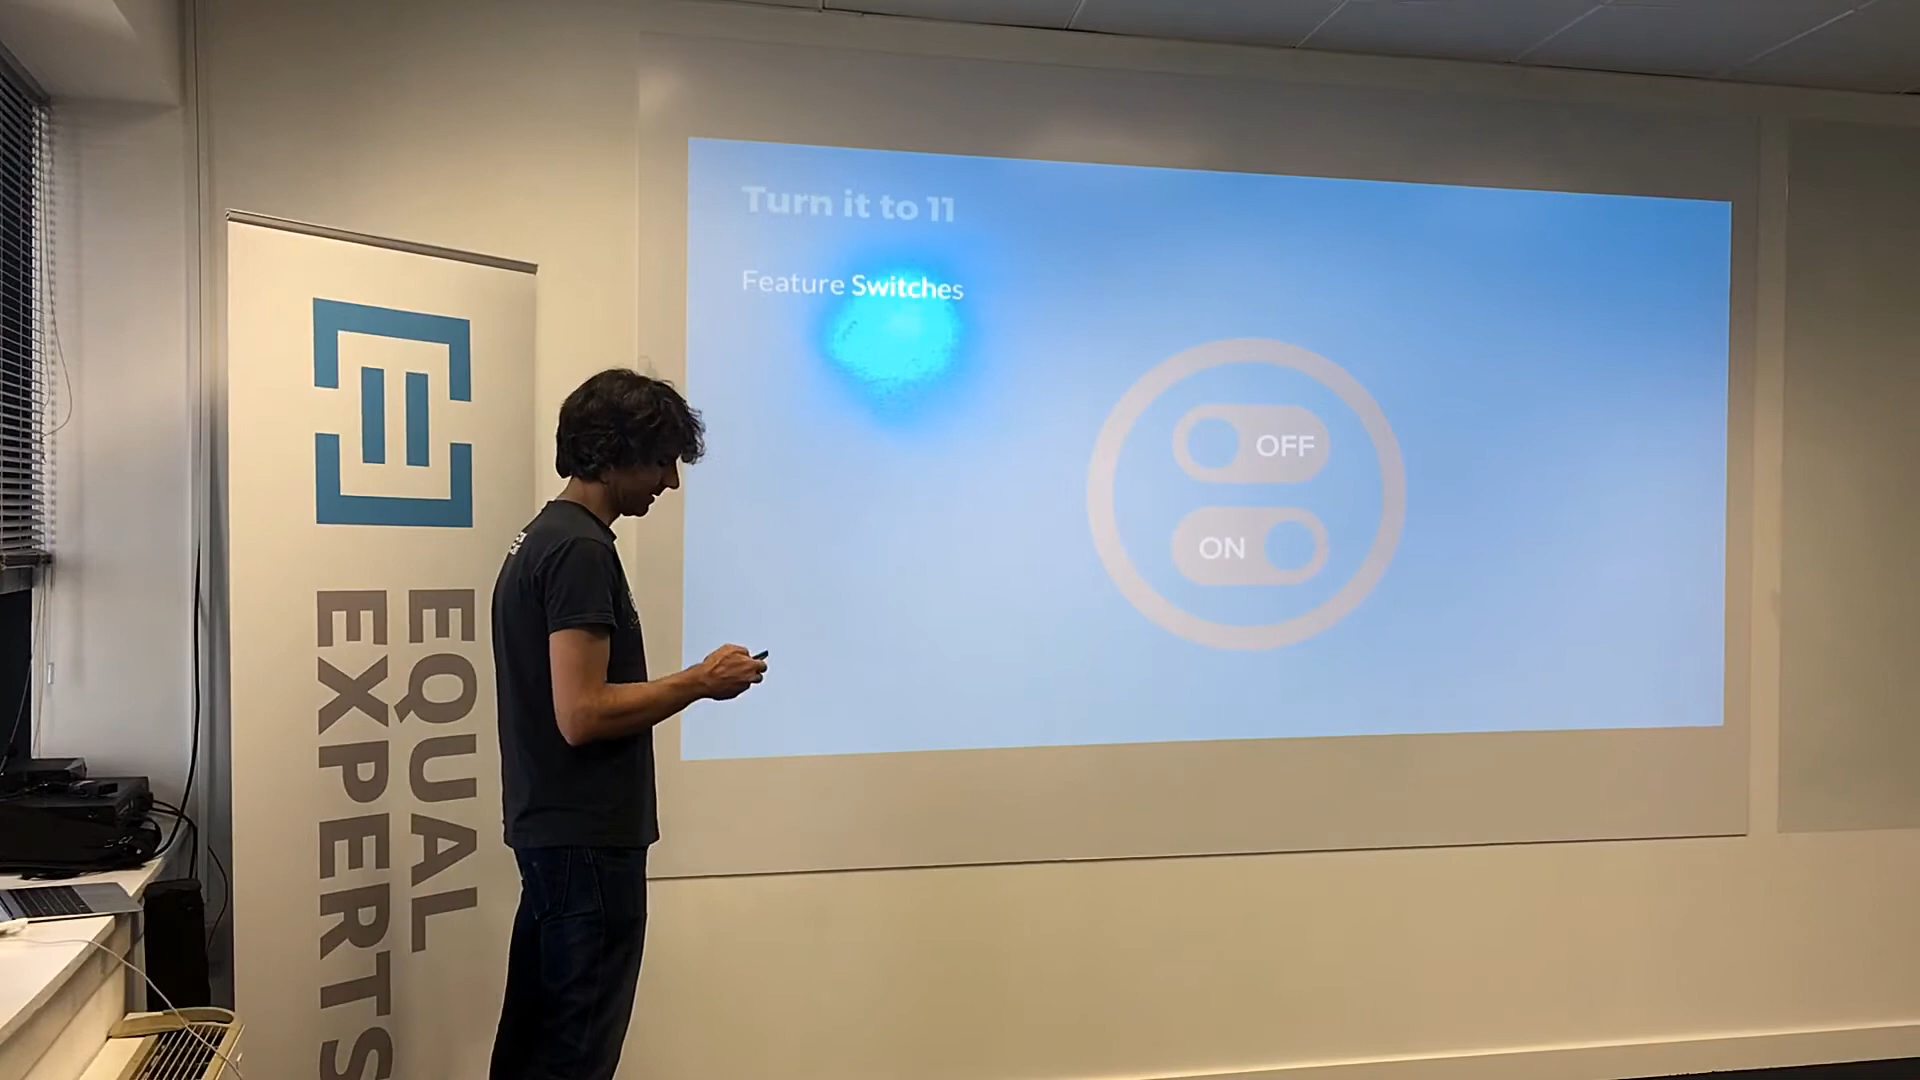 Turn it to 11
Feature Switches
OFF
ON
EQUAL
EXPERTS